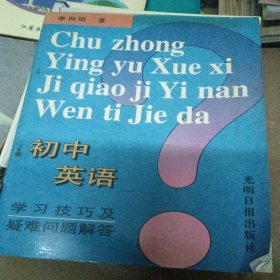 李向明 著
Chu zhong
Ying yu Xue xi
Ji qiao ji Yi nan
Wen ti Jie da
初中
英语
学习技巧及
疑难问题解答
光明日报出版社